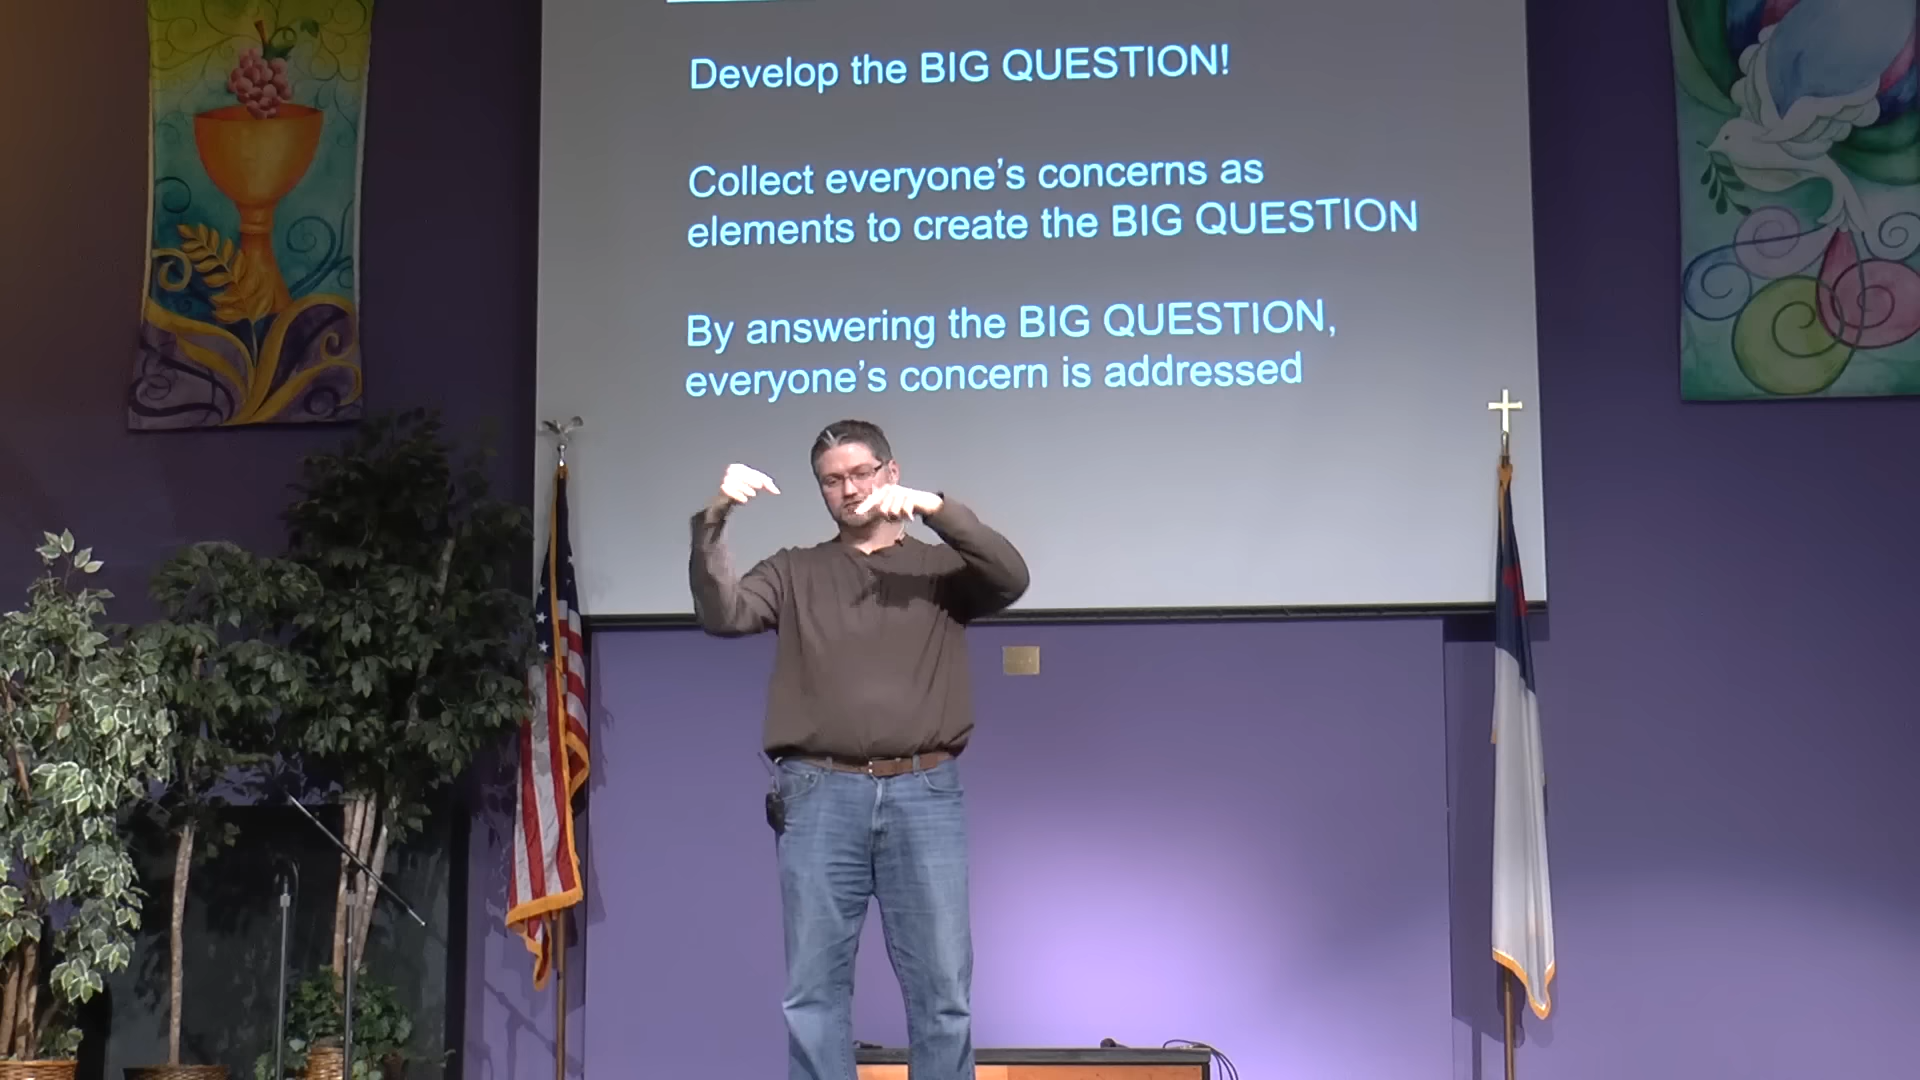 Develop the BIG QUESTION!
Collect everyone's concerns as
elements to create the BIG QUESTION
By answering the BIG QUESTION,
everyone's concern is addressed